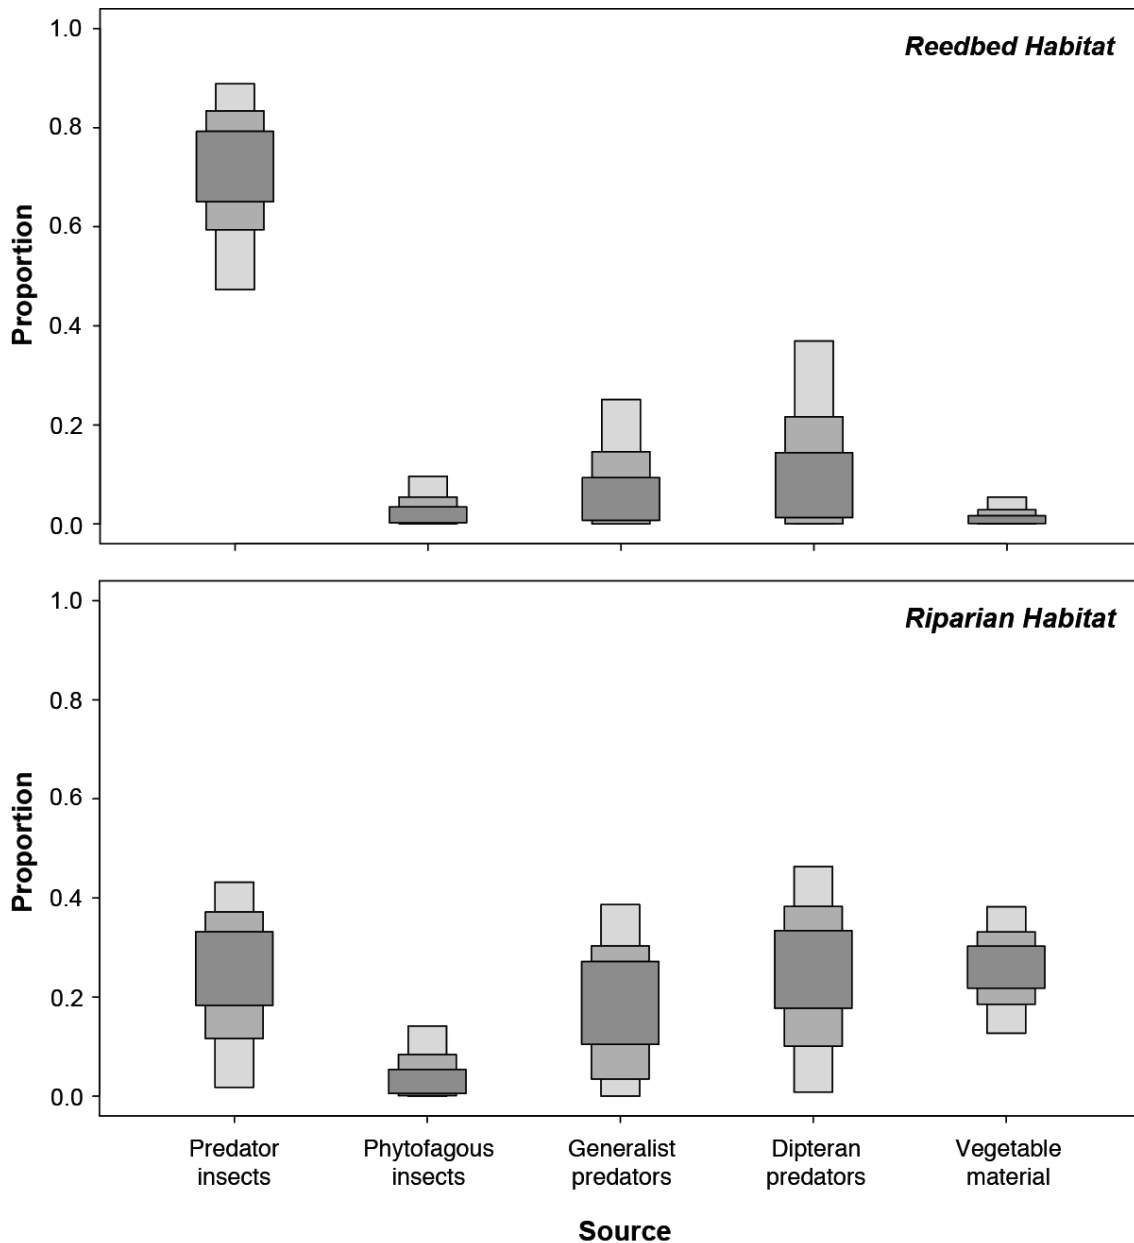 Reedbed Habitat
1.0
0.8
0.6
0.4
0.2
0.0
Proportion
Riparian Habitat
1.0
0.8
0.6
0.4
0.2
0.0
Proportion
Predator insects
Phytofagous insects
Generalist predators
Dipteran predators
Vegetable material
Source